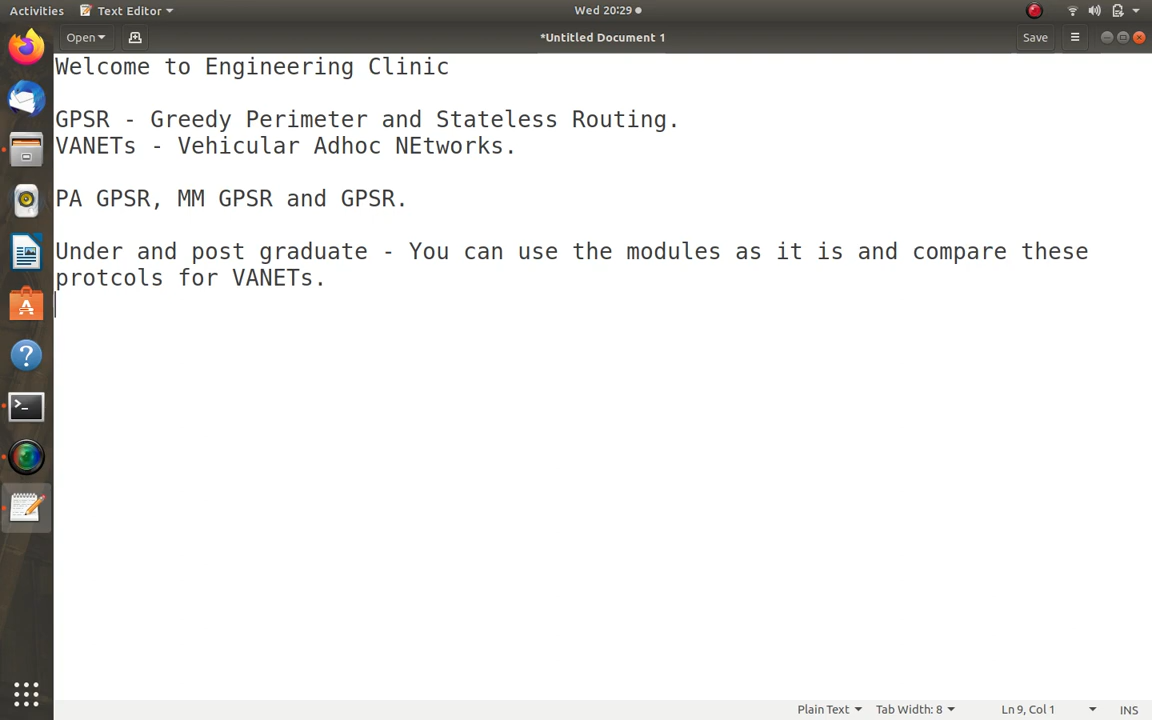 Activities Text Editor Wed 20:29
Open *Untitled Document 1 Save
Welcome to Engineering Clinic
GPSR - Greedy Perimeter and Stateless Routing.
VANETs - Vehicular Adhoc NEtworks.
PA GPSR, MM GPSR and GPSR.
Under and post graduate - You can use the modules as it is and compare these
protcols for VANETs.
Plain Text Tab Width: 8 Ln 9, Col 1 INS